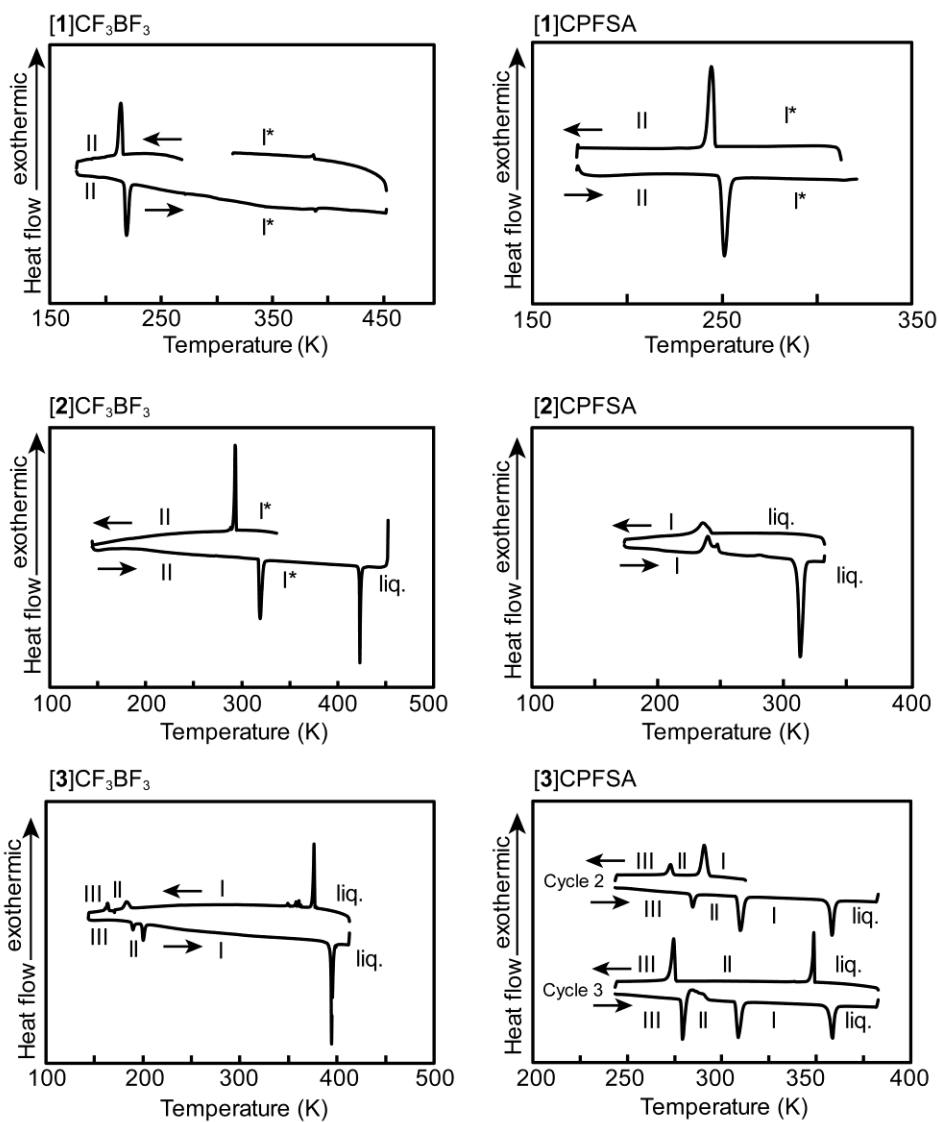 [1]CF₃BF₃
Heat flow exothermic
II
I*
II
I*
150 250 350 450
Temperature (K)
[1]CPFSA
Heat flow exothermic
II
I*
II
I*
150 250 350
Temperature (K)
[2]CF₃BF₃
Heat flow exothermic
II
I*
II
I*
liq.
100 200 300 400 500
Temperature (K)
[2]CPFSA
Heat flow exothermic
I
liq.
I
liq.
100 200 300 400
Temperature (K)
[3]CF₃BF₃
Heat flow exothermic
III II I liq.
III II I liq.
100 200 300 400 500
Temperature (K)
[3]CPFSA
Heat flow exothermic
III II I
Cycle 2
III II I liq.
III II liq.
Cycle 3
III II I liq.
200 250 300 350 400
Temperature (K)